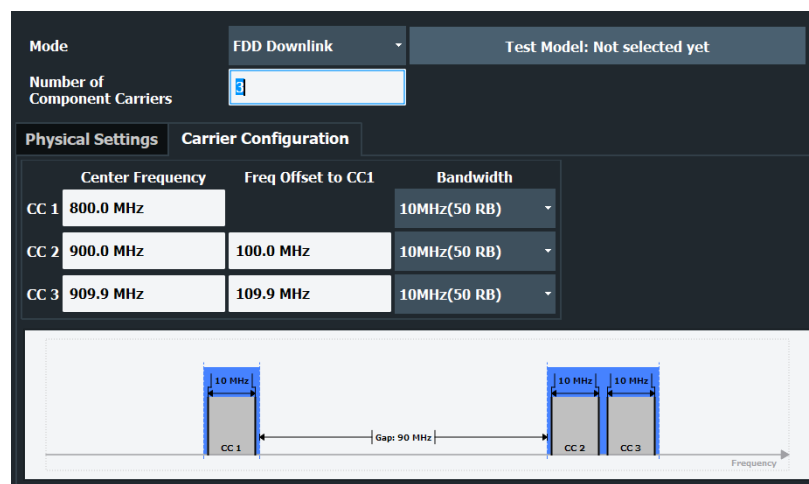 Mode FDD Downlink Test Model: Not selected yet
Number of
Component Carriers 3
Physical Settings Carrier Configuration
Center Frequency Freq Offset to CC1 Bandwidth
CC 1 800.0 MHz 10MHz(50 RB)
CC 2 900.0 MHz 100.0 MHz 10MHz(50 RB)
CC 3 909.9 MHz 109.9 MHz 10MHz(50 RB)
10 MHz 10 MHz 10 MHz
Gap: 90 MHz
CC 1 CC 2 CC 3
Frequency